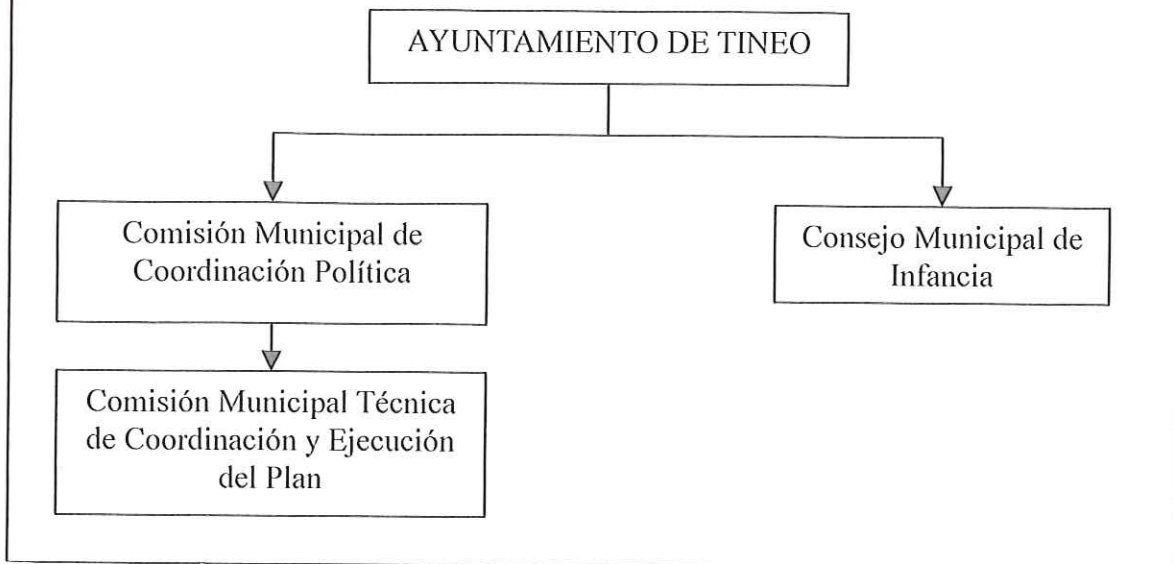 AYUNTAMIENTO DE TINEO
Comisión Municipal de
Coordinación Política
Consejo Municipal de
Infancia
Comisión Municipal Técnica
de Coordinación y Ejecución
del Plan